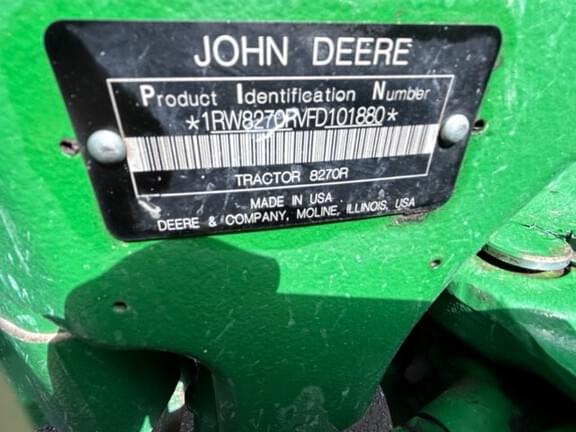 JOHN DEERE
Product Identification Number
*1RW8270RVFD101880*
TRACTOR 8270R
MADE IN USA
DEERE & COMPANY, MOLINE, ILLINOIS, USA